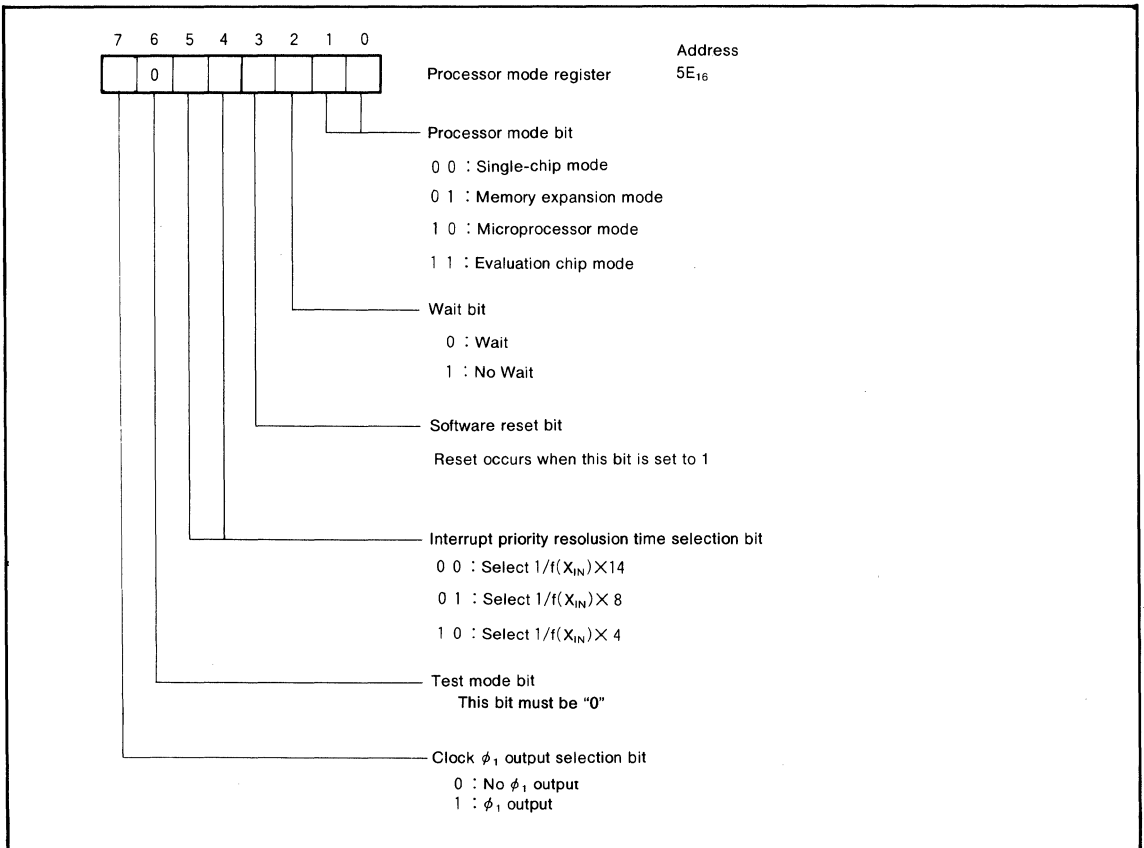 7 6 5 4 3 2 1 0
Address
0
Processor mode register
5E₁₆
Processor mode bit
0 0 : Single-chip mode
0 1 : Memory expansion mode
1 0 : Microprocessor mode
1 1 : Evaluation chip mode
Wait bit
0 : Wait
1 : No Wait
Software reset bit
Reset occurs when this bit is set to 1
Interrupt priority resolusion time selection bit
0 0 : Select 1/f(X_IN)×14
0 1 : Select 1/f(X_IN)× 8
1 0 : Select 1/f(X_IN)× 4
Test mode bit
This bit must be “0”
Clock ϕ₁ output selection bit
0 : No ϕ₁ output
1 : ϕ₁ output